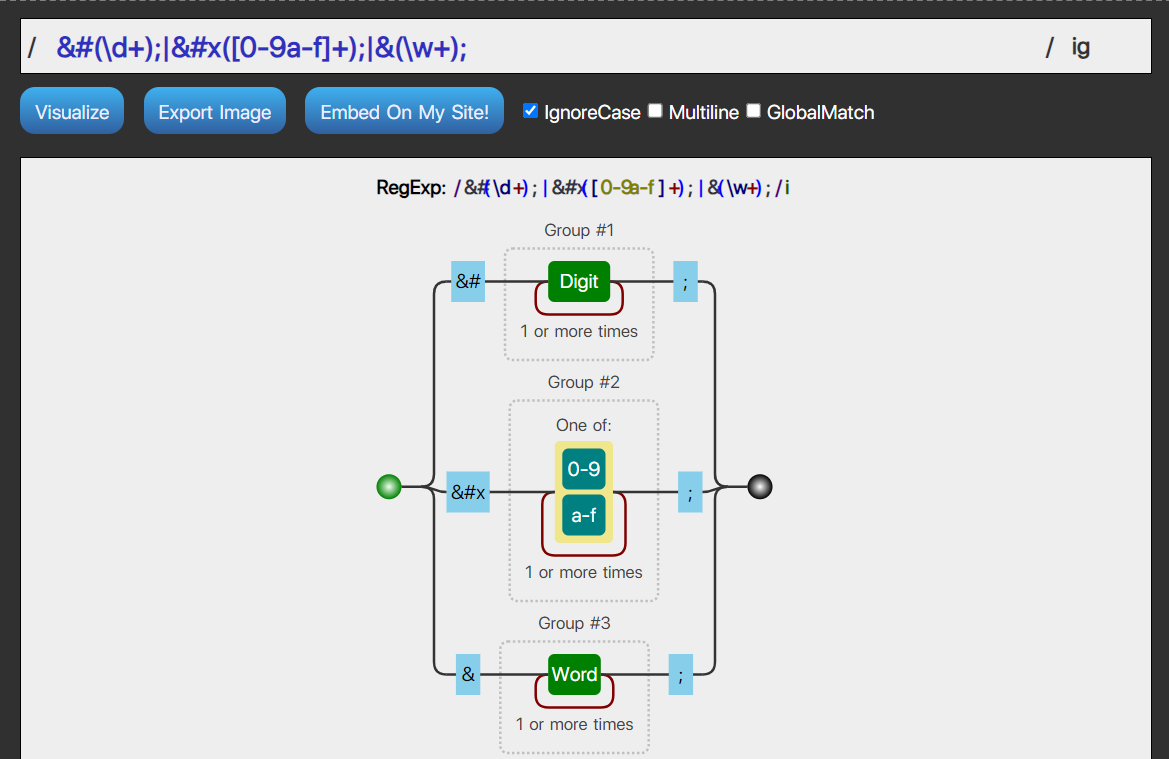 / &#(\d+);|&#x([0-9a-f]+);|&(\w+); / ig
Visualize Export Image Embed On My Site! IgnoreCase Multiline GlobalMatch
RegExp: /&#(\d+);|&#x([0-9a-f]+);|&(\w+);/i
Group #1
&# Digit ;
1 or more times
Group #2
One of:
0-9
&#x ;
a-f
1 or more times
Group #3
& Word ;
1 or more times